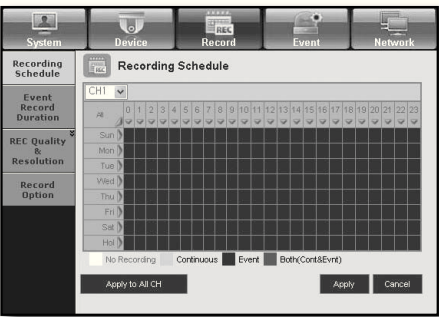 REC
System Device Record Event Network
Recording
Schedule
Event
Record
Duration
REC Quality
&
Resolution
Record
Option
REC
Recording Schedule
CH1
All 0 1 2 3 4 5 6 7 8 9 10 11 12 13 14 15 16 17 18 19 20 21 22 23
Sun
Mon
Tue
Wed
Thu
Fri
Sat
Hol
No Recording Continuous Event Both(Cont&Evnt)
Apply to All CH Apply Cancel